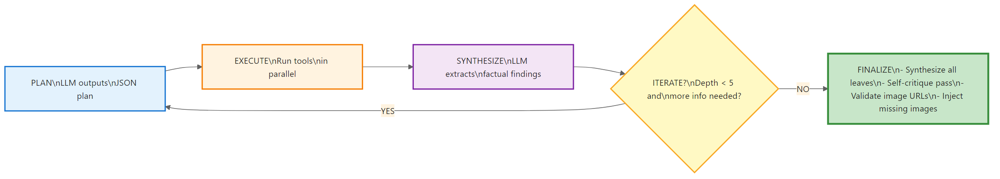 PLAN\nLLM outputs\nJSON
plan
EXECUTE\nRun tools\nin
parallel
SYNTHESIZE\nLLM
extracts\nfactual findings
ITERATE?\nDepth < 5
and\nmore info needed?
YES
NO
FINALIZE\n- Synthesize all
leaves\n- Self-critique pass\n-
Validate image URLs\n- Inject
missing images